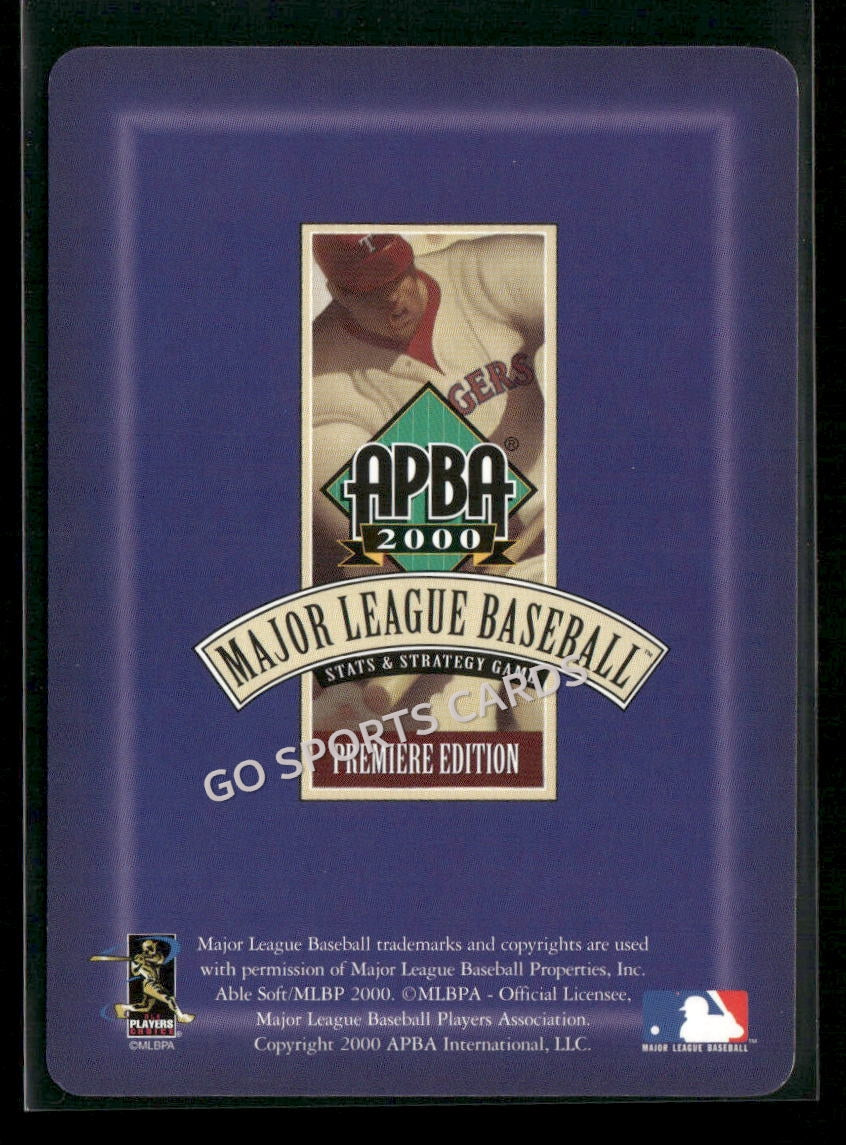 T
GERS
APBA®
2000
MAJOR LEAGUE BASEBALL™
STATS & STRATEGY GAME
GO SPORTS CARDS
PREMIERE EDITION
Major League Baseball trademarks and copyrights are used
with permission of Major League Baseball Properties, Inc.
Able Soft/MLBP 2000. ©MLBPA - Official Licensee,
Major League Baseball Players Association.
Copyright 2000 APBA International, LLC.
PLAYERS
CHOICE®
©MLBPA
MAJOR LEAGUE BASEBALL™